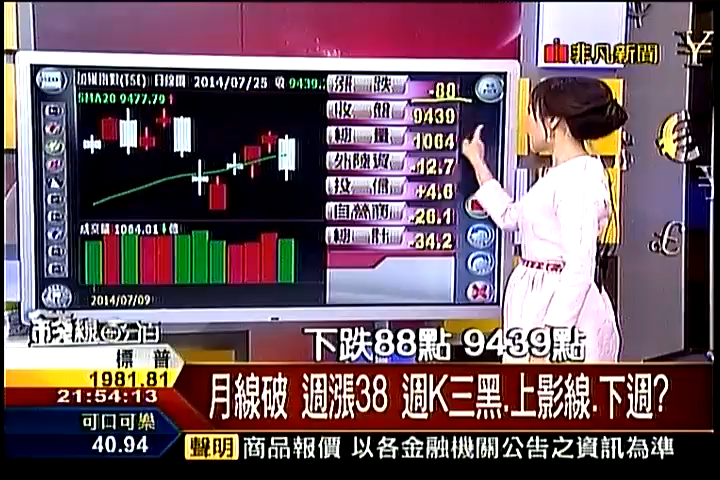 非凡新聞
加權指數(TSE) 日線圖 2014/07/25 收 9439.
SMA20 9477.79↑
漲 跌 -88
收 盤 9439
總 量 1064
外陸資 -12.7
投 信 +4.6
自營商 -26.1
總 計 -34.2
成交量 1064.01↓億
2014/07/09
下跌88點 9439點
標 普
1981.81
21:54:13
可口可樂
40.94
月線破 週漲38 週K三黑.上影線.下週?
聲明 商品報價 以各金融機關公告之資訊為準